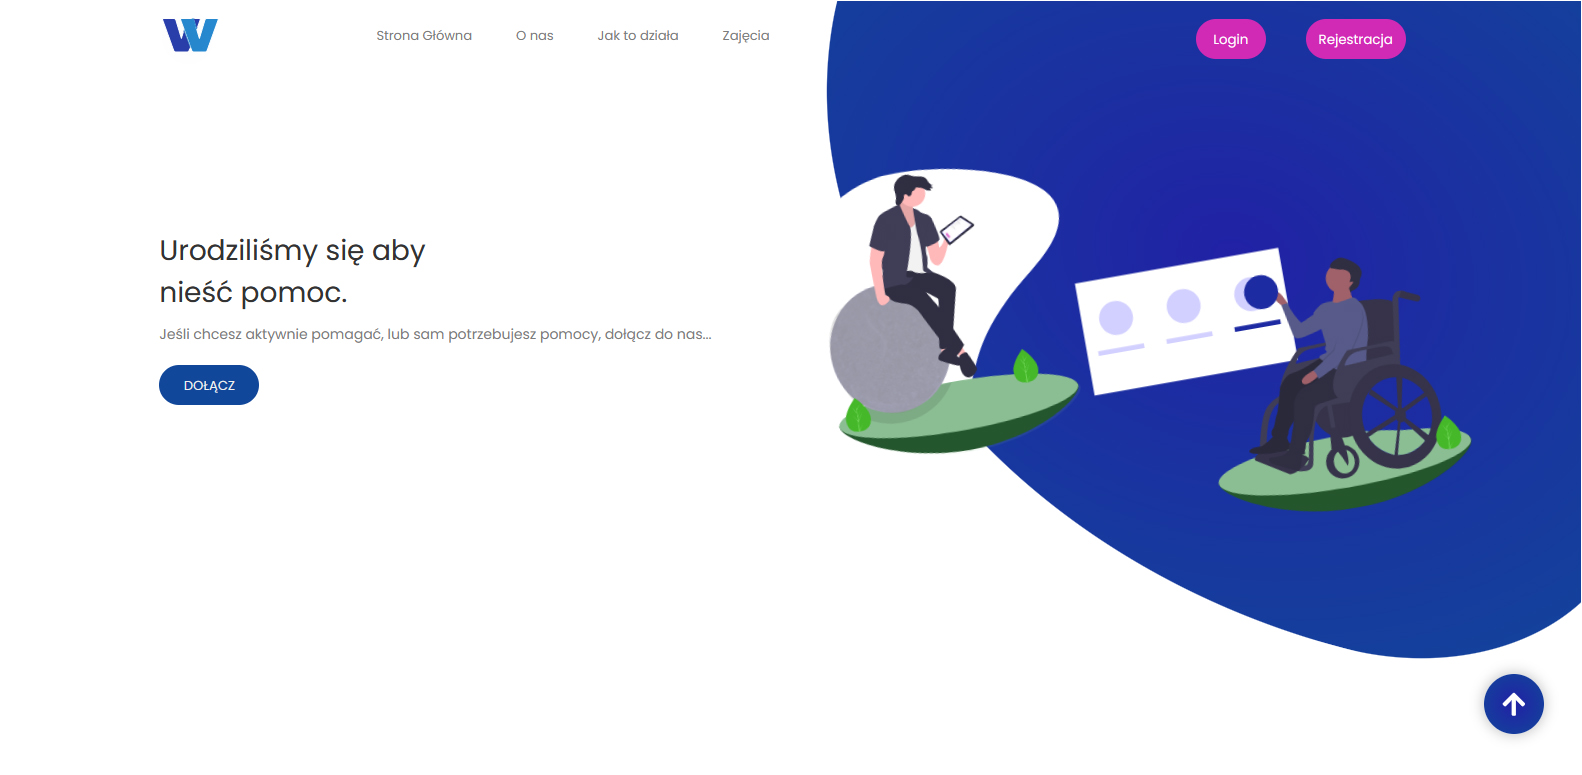 W
Strona Główna
O nas
Jak to działa
Zajęcia
Login
Rejestracja
Urodziliśmy się aby
nieść pomoc.
Jeśli chcesz aktywnie pomagać, lub sam potrzebujesz pomocy, dołącz do nas...
DOŁĄCZ